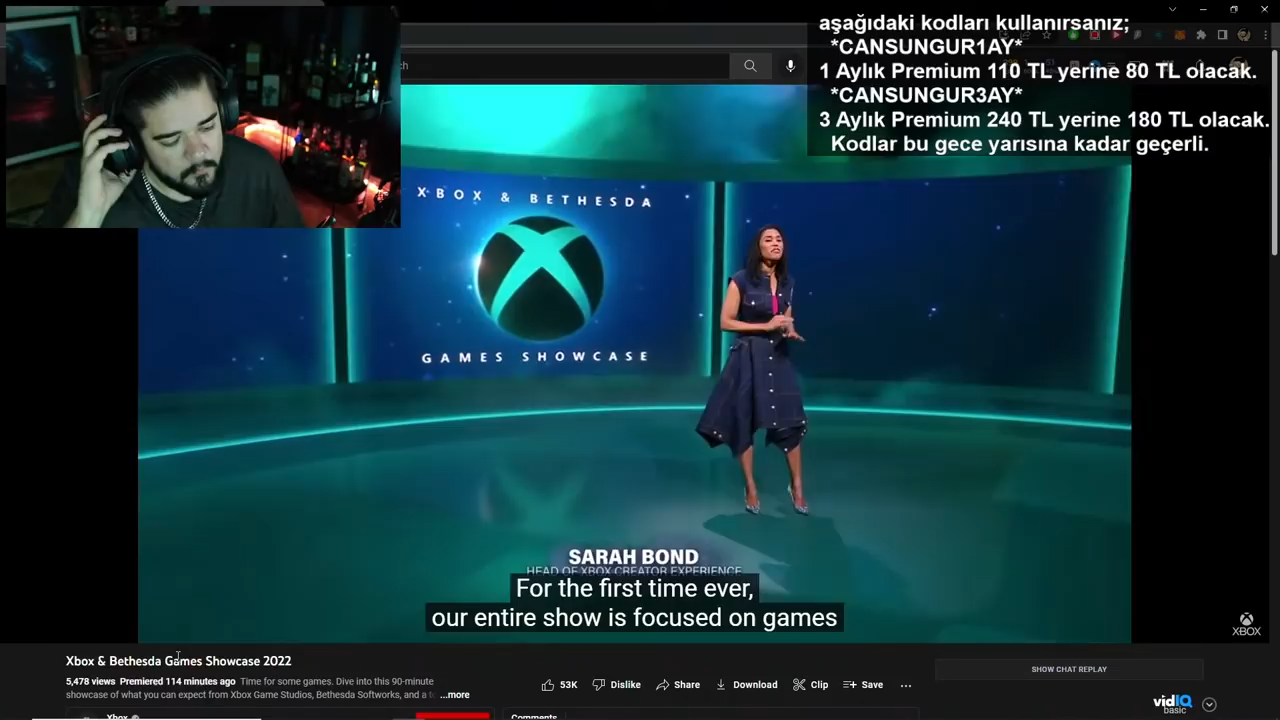 aşağıdaki kodları kullanırsanız;
*CANSUNGUR1AY*
1 Aylık Premium 110 TL yerine 80 TL olacak.
*CANSUNGUR3AY*
3 Aylık Premium 240 TL yerine 180 TL olacak.
Kodlar bu gece yarısına kadar geçerli.
ch
XBOX & BETHESDA
GAMES SHOWCASE
SARAH BOND
HEAD OF XBOX CREATOR EXPERIENCE
For the first time ever,
our entire show is focused on games
XBOX
Xbox & Bethesda Games Showcase 2022
5,478 views Premiered 114 minutes ago Time for some games. Dive into this 90-minute
showcase of what you can expect from Xbox Game Studios, Bethesda Softworks, and a t ...more
53K Dislike Share Download Clip Save ...
SHOW CHAT REPLAY
vidIQ
basic
Xbox
Comments